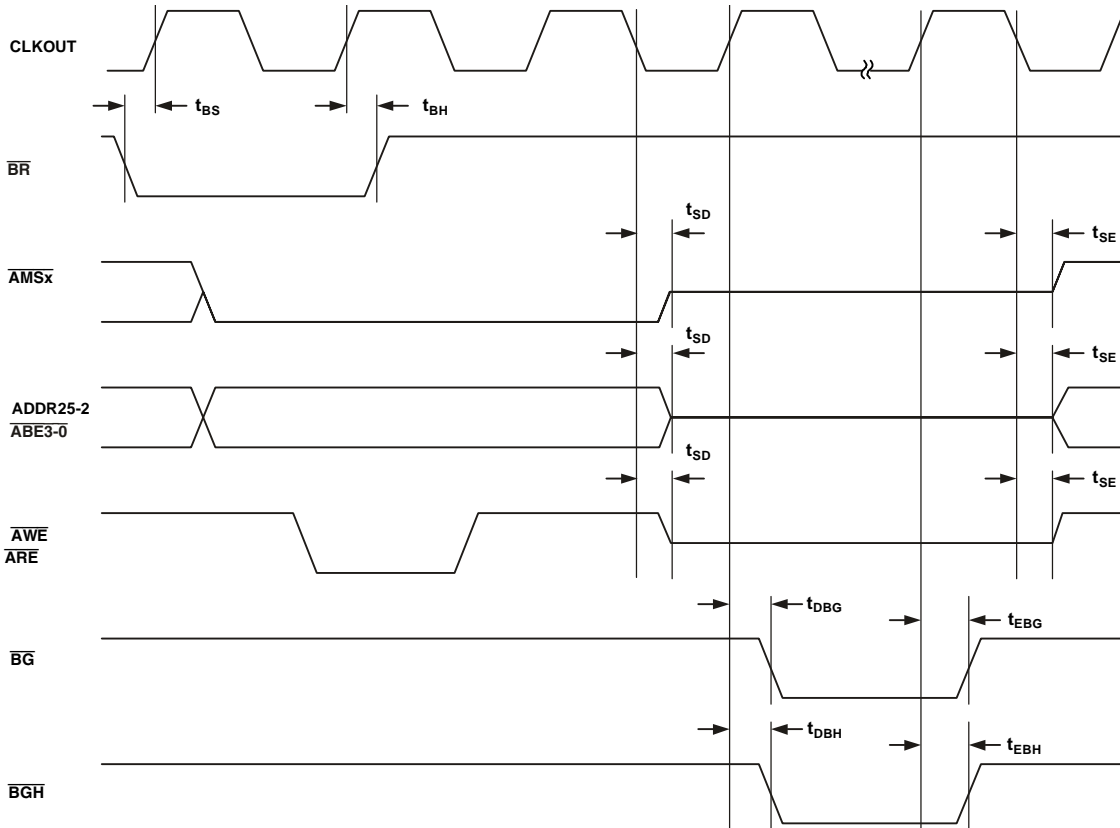 CLKOUT
tBS
tBH
BR
tSD
tSE
AMSx
tSD
tSE
ADDR25-2
ABE3-0
tSD
tSE
AWE
ARE
tDBG
tEBG
BG
tDBH
tEBH
BGH